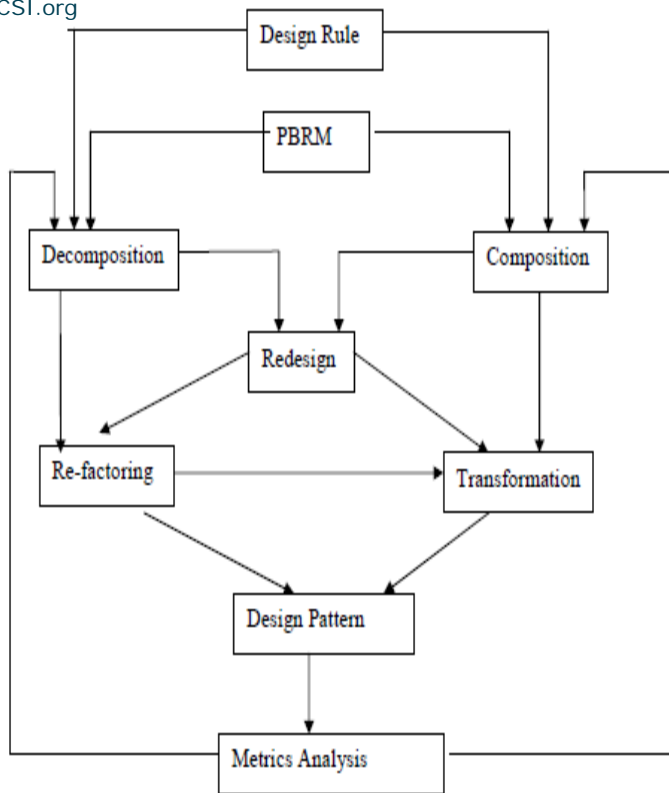 CSI.org
Design Rule
PBRM
Decomposition
Composition
Redesign
Re-factoring
Transformation
Design Pattern
Metrics Analysis